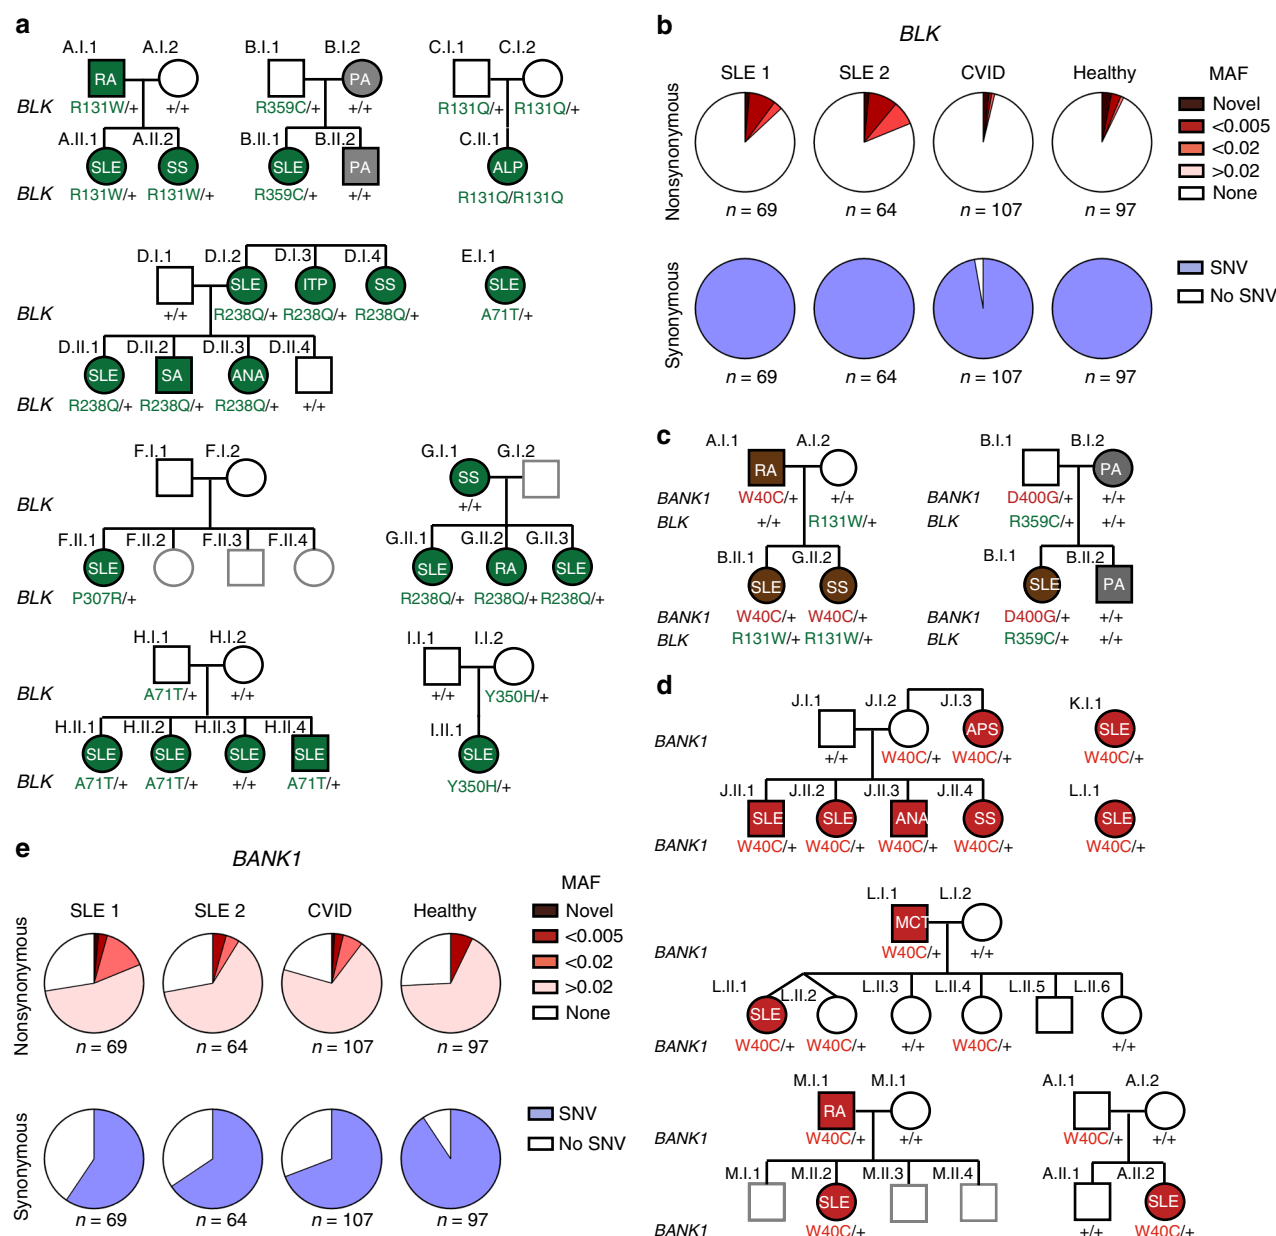 a
A.I.1 A.I.2 B.I.1 B.I.2 C.I.1 C.I.2
RA PA
BLK R131W/+ +/+ R359C/+ +/+ R131Q/+ R131Q/+
A.II.1 A.II.2 B.II.1 B.II.2 C.II.1
SLE SS SLE PA ALP
BLK R131W/+ R131W/+ R359C/+ +/+ R131Q/R131Q
D.I.1 D.I.2 D.I.3 D.I.4 E.I.1
SLE ITP SS SLE
BLK +/+ R238Q/+ R238Q/+ R238Q/+ A71T/+
D.II.1 D.II.2 D.II.3 D.II.4
SLE SA ANA
BLK R238Q/+ R238Q/+ R238Q/+ +/+
F.I.1 F.I.2 G.I.1 G.I.2
SS
BLK +/+
F.II.1 F.II.2 F.II.3 F.II.4 G.II.1 G.II.2 G.II.3
SLE SLE RA SLE
BLK P307R/+ R238Q/+ R238Q/+ R238Q/+
H.I.1 H.I.2 I.I.1 I.I.2
BLK A71T/+ +/+ +/+ Y350H/+
H.II.1 H.II.2 H.II.3 H.II.4 I.II.1
SLE SLE SLE SLE SLE
BLK A71T/+ A71T/+ +/+ A71T/+ Y350H/+
b
BLK
SLE 1 SLE 2 CVID Healthy MAF
Nonsynonymous
Novel
<0.005
<0.02
>0.02
None
n = 69 n = 64 n = 107 n = 97
Synonymous
SNV
No SNV
n = 69 n = 64 n = 107 n = 97
c
A.I.1 A.I.2 B.I.1 B.I.2
RA PA
BANK1 W40C/+ +/+ BANK1 D400G/+ +/+
BLK +/+ R131W/+ BLK R359C/+ +/+
B.II.1 G.II.2 B.I.1 B.II.2
SLE SS SLE PA
BANK1 W40C/+ W40C/+ BANK1 D400G/+ +/+
BLK R131W/+ R131W/+ BLK R359C/+ +/+
d
J.I.1 J.I.2 J.I.3 K.I.1
APS SLE
BANK1 +/+ W40C/+ W40C/+ W40C/+
J.II.1 J.II.2 J.II.3 J.II.4 L.I.1
SLE SLE ANA SS SLE
BANK1 W40C/+ W40C/+ W40C/+ W40C/+ W40C/+
L.I.1 L.I.2
MCT
BANK1 W40C/+ +/+
L.II.1 L.II.2 L.II.3 L.II.4 L.II.5 L.II.6
SLE
BANK1 W40C/+ W40C/+ +/+ W40C/+ +/+
M.I.1 M.I.1 A.I.1 A.I.2
RA
BANK1 W40C/+ +/+ W40C/+ +/+
M.I.1 M.II.2 M.II.3 M.II.4 A.II.1 A.II.2
SLE SLE
BANK1 W40C/+ +/+ W40C/+
e
BANK1
SLE 1 SLE 2 CVID Healthy MAF
Nonsynonymous
Novel
<0.005
<0.02
>0.02
None
n = 69 n = 64 n = 107 n = 97
Synonymous
SNV
No SNV
n = 69 n = 64 n = 107 n = 97